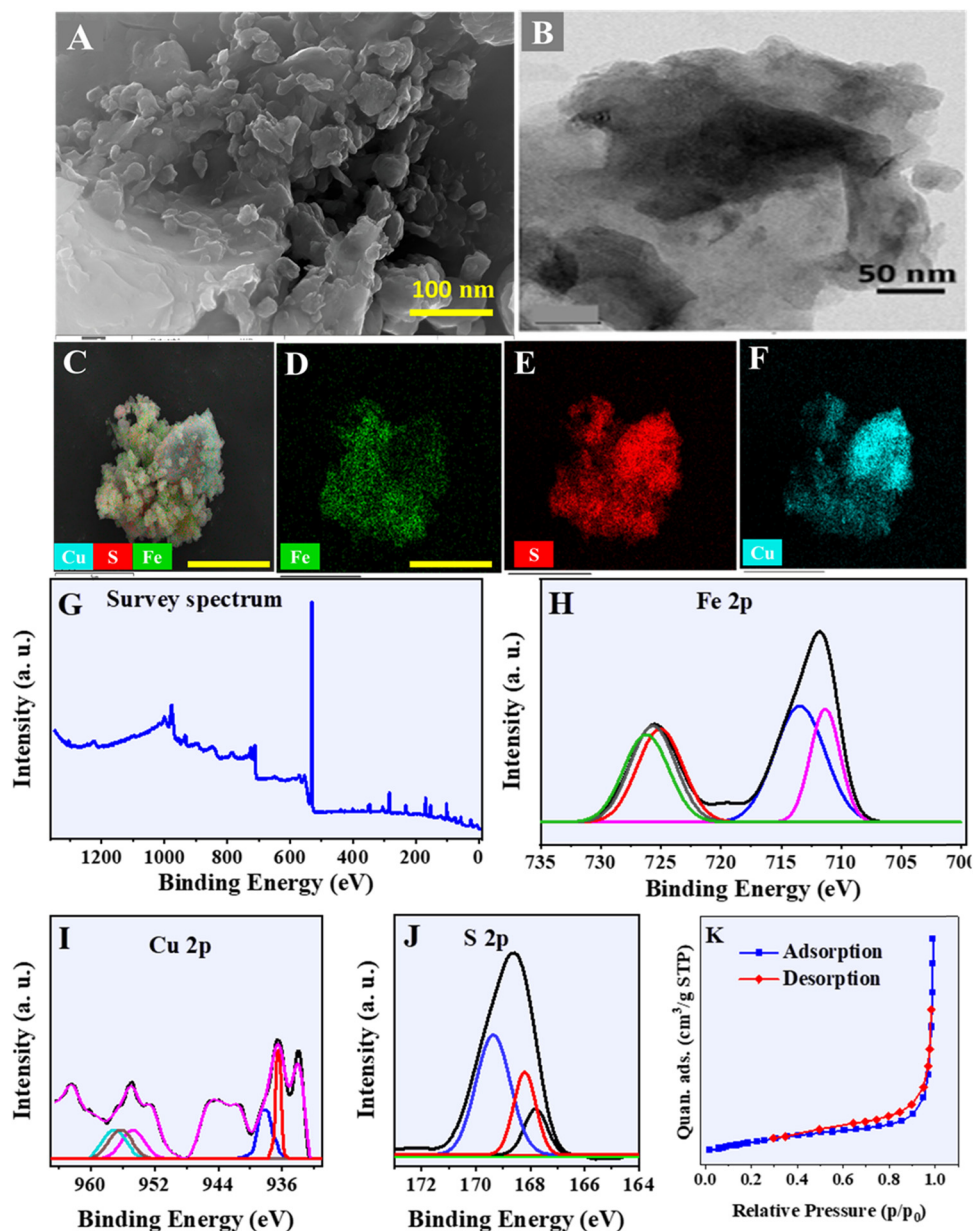 A
100 nm
B
50 nm
C
Cu S Fe
D
Fe
E
S
F
Cu
G
Survey spectrum
Intensity (a. u.)
1200 1000 800 600 400 200 0
Binding Energy (eV)
H
Fe 2p
Intensity (a. u.)
735 730 725 720 715 710 705 700
Binding Energy (eV)
I
Cu 2p
Intensity (a. u.)
960 952 944 936
Binding Energy (eV)
J
S 2p
Intensity (a. u.)
172 170 168 166 164
Binding Energy (eV)
K
Adsorption
Desorption
Quan. ads. (cm³/g STP)
0.0 0.2 0.4 0.6 0.8 1.0
Relative Pressure (p/p₀)